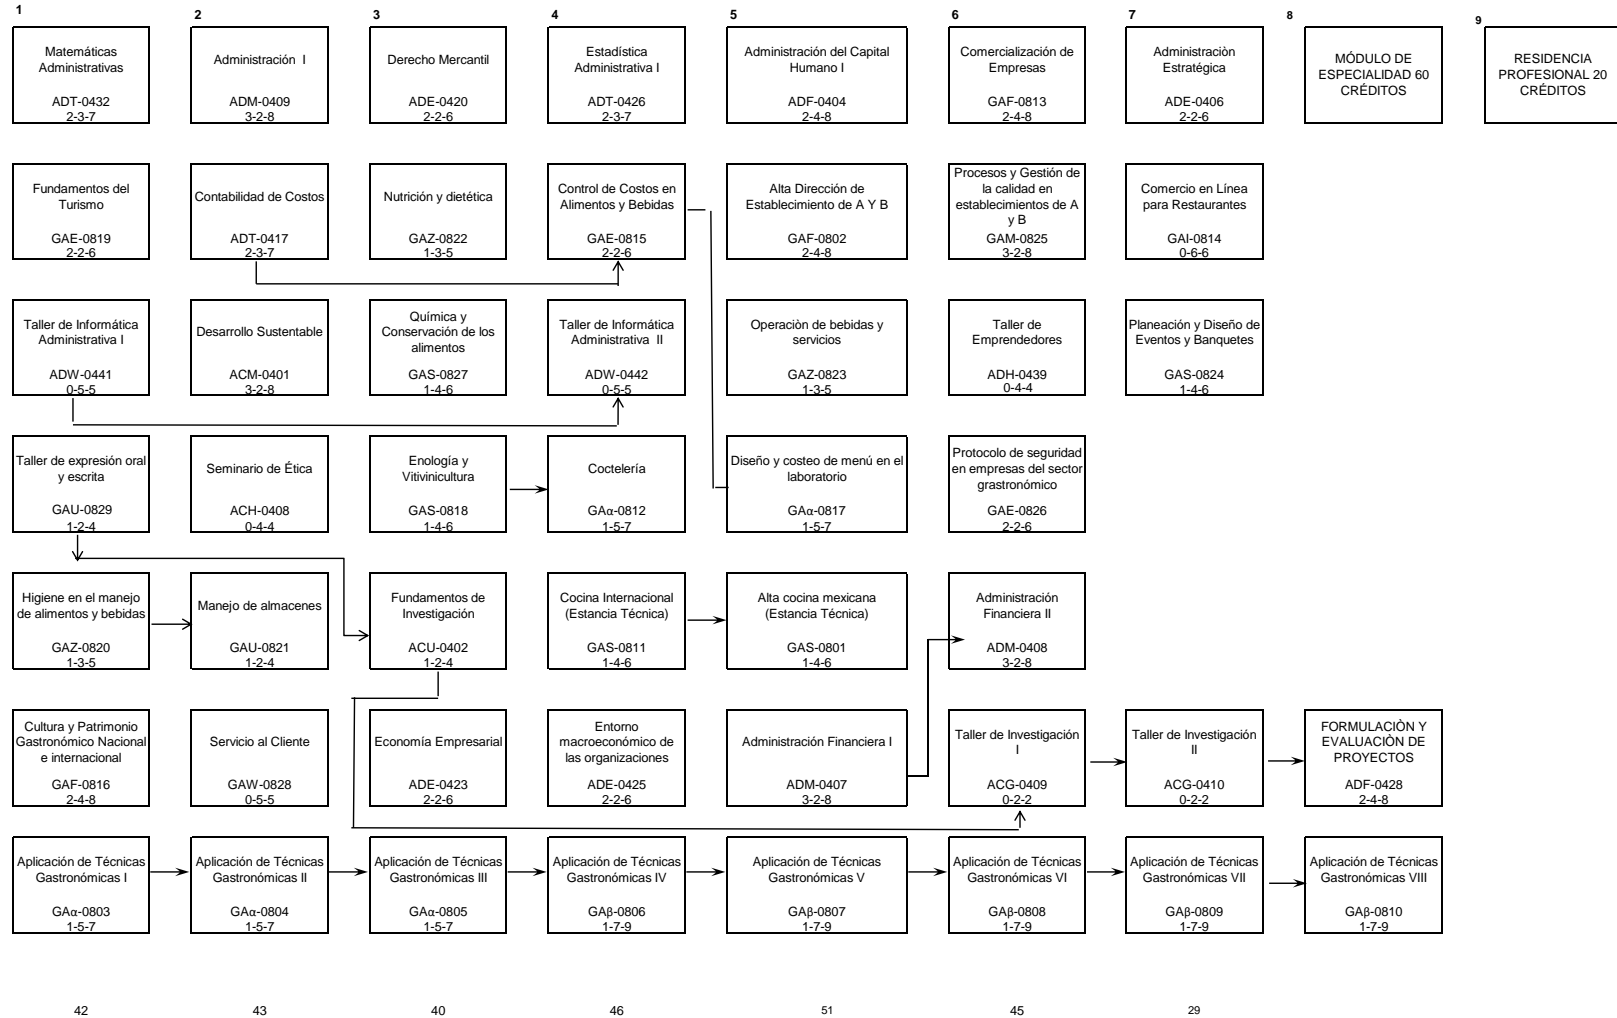 1
2
3
4
5
6
7
8
9
Matemáticas
Administrativas
ADT-0432
2-3-7
Administración I
ADM-0409
3-2-8
Derecho Mercantil
ADE-0420
2-2-6
Estadística
Administrativa I
ADT-0426
2-3-7
Administración del Capital
Humano I
ADF-0404
2-4-8
Comercialización de
Empresas
GAF-0813
2-4-8
Administraciòn
Estratégica
ADE-0406
2-2-6
MÓDULO DE
ESPECIALIDAD 60
CRÉDITOS
RESIDENCIA
PROFESIONAL 20
CRÉDITOS
Fundamentos del
Turismo
GAE-0819
2-2-6
Contabilidad de Costos
ADT-0417
2-3-7
Nutrición y dietética
GAZ-0822
1-3-5
Control de Costos en
Alimentos y Bebidas
GAE-0815
2-2-6
Alta Dirección de
Establecimiento de A Y B
GAF-0802
2-4-8
Procesos y Gestión de
la calidad en
establecimientos de A
y B
GAM-0825
3-2-8
Comercio en Línea
para Restaurantes
GAI-0814
0-6-6
Taller de Informática
Administrativa I
ADW-0441
0-5-5
Desarrollo Sustentable
ACM-0401
3-2-8
Química y
Conservación de los
alimentos
GAS-0827
1-4-6
Taller de Informática
Administrativa II
ADW-0442
0-5-5
Operaciòn de bebidas y
servicios
GAZ-0823
1-3-5
Taller de
Emprendedores
ADH-0439
0-4-4
Planeación y Diseño de
Eventos y Banquetes
GAS-0824
1-4-6
Taller de expresión oral
y escrita
GAU-0829
1-2-4
Seminario de Ética
ACH-0408
0-4-4
Enología y
Vitivinicultura
GAS-0818
1-4-6
Coctelería
GAα-0812
1-5-7
Diseño y costeo de menú en el
laboratorio
GAα-0817
1-5-7
Protocolo de seguridad
en empresas del sector
grastronómico
GAE-0826
2-2-6
Higiene en el manejo
de alimentos y bebidas
GAZ-0820
1-3-5
Manejo de almacenes
GAU-0821
1-2-4
Fundamentos de
Investigación
ACU-0402
1-2-4
Cocina Internacional
(Estancia Técnica)
GAS-0811
1-4-6
Alta cocina mexicana
(Estancia Técnica)
GAS-0801
1-4-6
Administración
Financiera II
ADM-0408
3-2-8
Cultura y Patrimonio
Gastronómico Nacional
e internacional
GAF-0816
2-4-8
Servicio al Cliente
GAW-0828
0-5-5
Economía Empresarial
ADE-0423
2-2-6
Entorno
macroeconómico de
las organizaciones
ADE-0425
2-2-6
Administración Financiera I
ADM-0407
3-2-8
Taller de Investigación
I
ACG-0409
0-2-2
Taller de Investigación
II
ACG-0410
0-2-2
FORMULACIÒN Y
EVALUACIÒN DE
PROYECTOS
ADF-0428
2-4-8
Aplicación de Técnicas
Gastronómicas I
GAα-0803
1-5-7
Aplicación de Técnicas
Gastronómicas II
GAα-0804
1-5-7
Aplicación de Técnicas
Gastronómicas III
GAα-0805
1-5-7
Aplicación de Técnicas
Gastronómicas IV
GAβ-0806
1-7-9
Aplicación de Técnicas
Gastronómicas V
GAβ-0807
1-7-9
Aplicación de Técnicas
Gastronómicas VI
GAβ-0808
1-7-9
Aplicación de Técnicas
Gastronómicas VII
GAβ-0809
1-7-9
Aplicación de Técnicas
Gastronómicas VIII
GAβ-0810
1-7-9
42
43
40
46
51
45
29